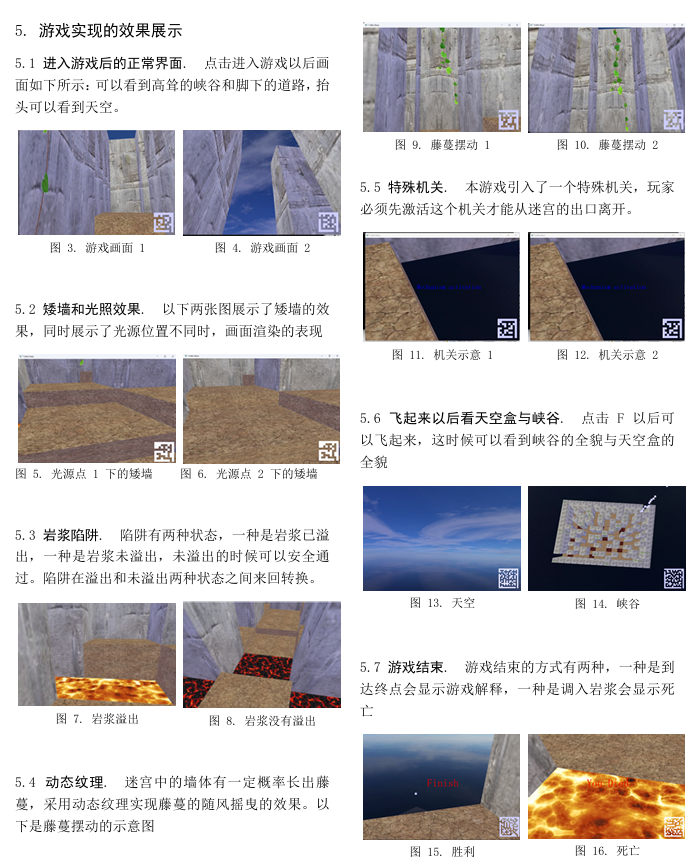 5. 游戏实现的效果展示
5.1 进入游戏后的正常界面. 点击进入游戏以后画
面如下所示：可以看到高耸的峡谷和脚下的道路，抬
头可以看到天空。
图 3. 游戏画面 1
图 4. 游戏画面 2
5.2 矮墙和光照效果. 以下两张图展示了矮墙的效
果，同时展示了光源位置不同时，画面渲染的表现
图 5. 光源点 1 下的矮墙
图 6. 光源点 2 下的矮墙
5.3 岩浆陷阱. 陷阱有两种状态，一种是岩浆已溢
出，一种是岩浆未溢出，未溢出的时候可以安全通
过。陷阱在溢出和未溢出两种状态之间来回转换。
图 7. 岩浆溢出
图 8. 岩浆没有溢出
5.4 动态纹理. 迷宫中的墙体有一定概率长出藤
蔓，采用动态纹理实现藤蔓的随风摇曳的效果。以
下是藤蔓摆动的示意图
图 9. 藤蔓摆动 1
图 10. 藤蔓摆动 2
5.5 特殊机关. 本游戏引入了一个特殊机关，玩家
必须先激活这个机关才能从迷宫的出口离开。
图 11. 机关示意 1
图 12. 机关示意 2
5.6 飞起来以后看天空盒与峡谷. 点击 F 以后可
以飞起来，这时候可以看到峡谷的全貌与天空盒的
全貌
图 13. 天空
图 14. 峡谷
5.7 游戏结束. 游戏结束的方式有两种，一种是到
达终点会显示游戏解释，一种是调入岩浆会显示死
亡
Finish
图 15. 胜利
图 16. 死亡